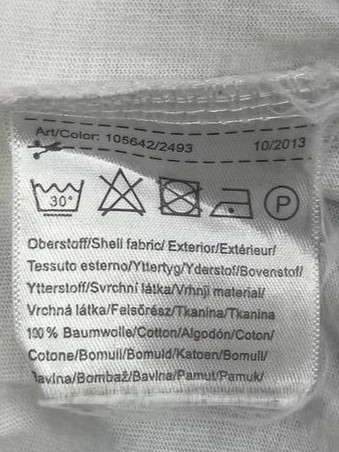 Art/Color: 105642/2493 10/2013
30°
P
Oberstoff/Shell fabric/ Exterior/Extérieur/
Tessuto esterno/Yttertyg/Yderstof/Bovenstof/
Ytterstoff/Svrchní látka/Vrhnji material/
Vrchná látka/Felsőrész/Tkanina/Tkanina
100% Baumwolle/Cotton/Algodón/Coton/
Cotone/Bomull/Bomuld/Katoen/Bomull/
Bavlna/Bombaž/Bavlna/Pamut/Pamuk/